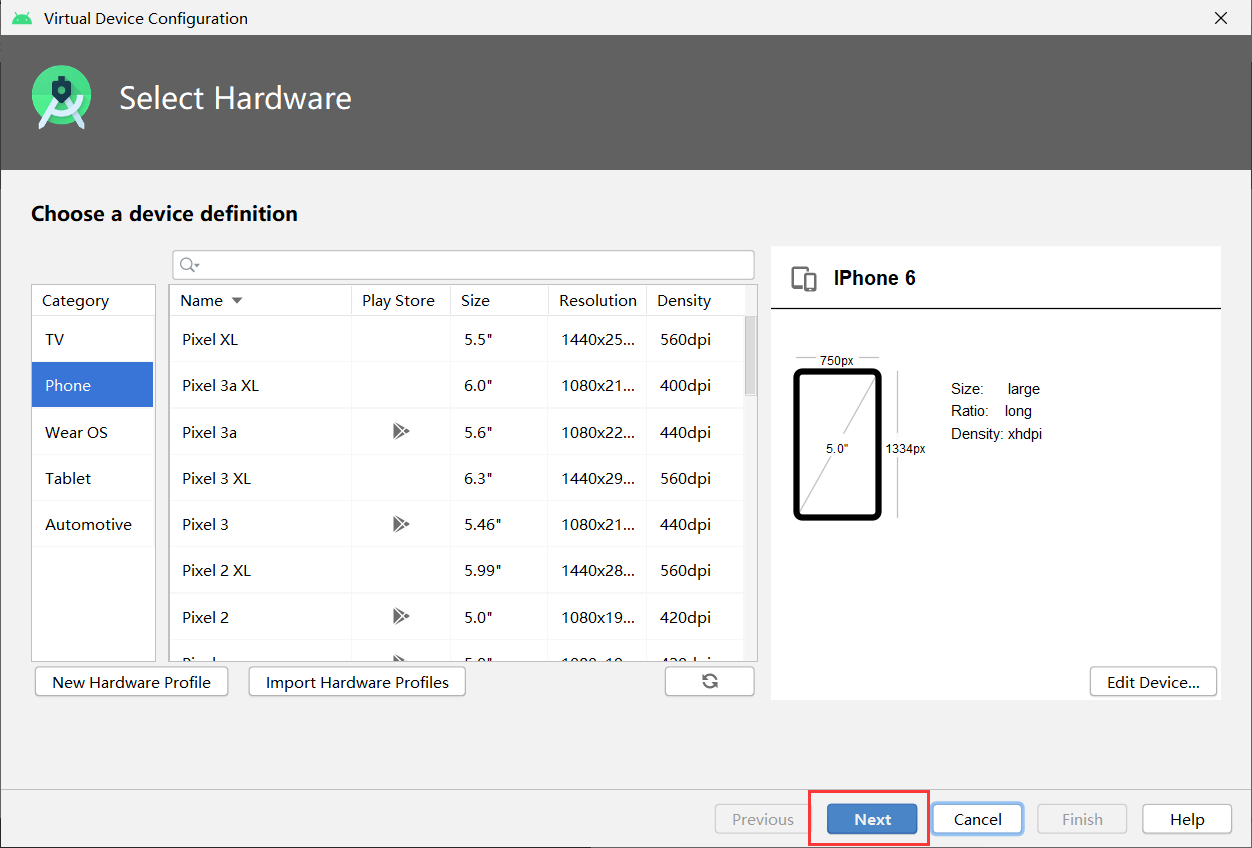 Virtual Device Configuration
Select Hardware
Choose a device definition
Category
TV
Phone
Wear OS
Tablet
Automotive
Name Play Store Size Resolution Density
Pixel XL 5.5" 1440x25... 560dpi
Pixel 3a XL 6.0" 1080x21... 400dpi
Pixel 3a 5.6" 1080x22... 440dpi
Pixel 3 XL 6.3" 1440x29... 560dpi
Pixel 3 5.46" 1080x21... 440dpi
Pixel 2 XL 5.99" 1440x28... 560dpi
Pixel 2 5.0" 1080x19... 420dpi
New Hardware Profile Import Hardware Profiles
IPhone 6
750px
5.0"
1334px
Size: large
Ratio: long
Density: xhdpi
Edit Device...
Previous Next Cancel Finish Help